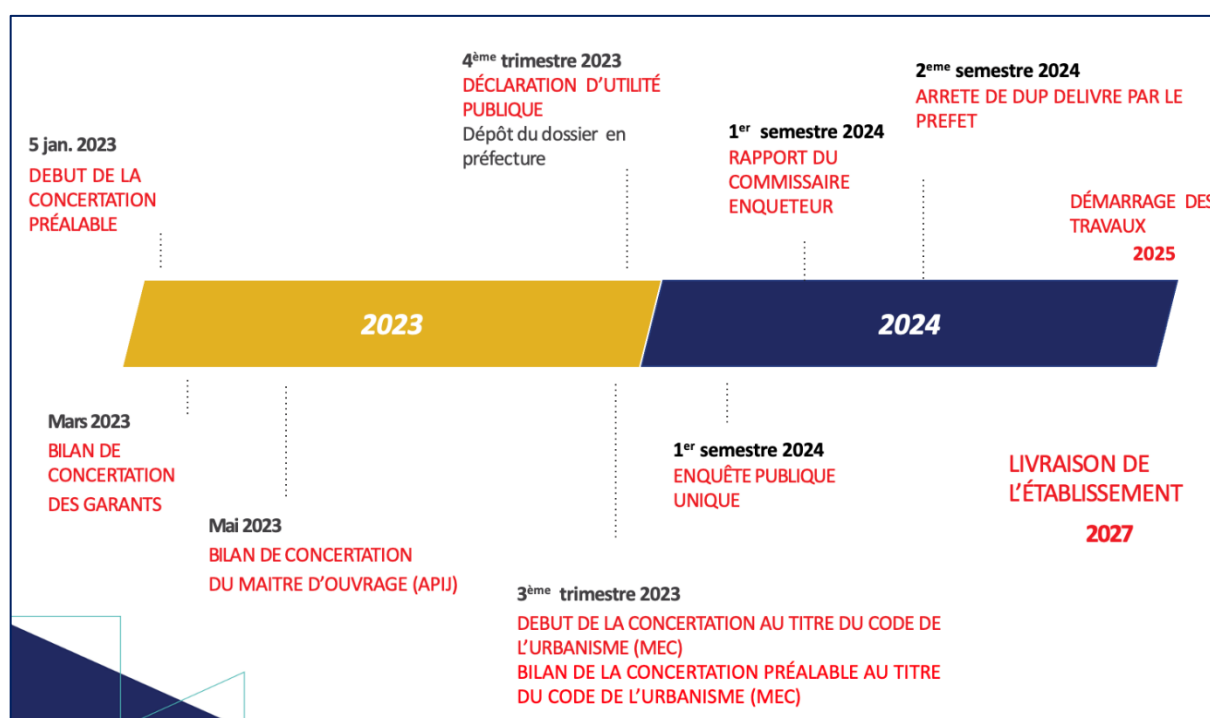 5 jan. 2023
DEBUT DE LA
CONCERTATION
PRÉALABLE
4ème trimestre 2023
DÉCLARATION D’UTILITÉ
PUBLIQUE
Dépôt du dossier en
préfecture
1er semestre 2024
RAPPORT DU
COMMISSAIRE
ENQUETEUR
2eme semestre 2024
ARRETE DE DUP DELIVRE PAR LE
PREFET
DÉMARRAGE DES
TRAVAUX
2025
2023
2024
Mars 2023
BILAN DE
CONCERTATION
DES GARANTS
Mai 2023
BILAN DE CONCERTATION
DU MAITRE D’OUVRAGE (APIJ)
3ème trimestre 2023
DEBUT DE LA CONCERTATION AU TITRE DU CODE DE
L’URBANISME (MEC)
BILAN DE LA CONCERTATION PRÉALABLE AU TITRE
DU CODE DE L’URBANISME (MEC)
1er semestre 2024
ENQUÊTE PUBLIQUE
UNIQUE
LIVRAISON DE
L’ÉTABLISSEMENT
2027